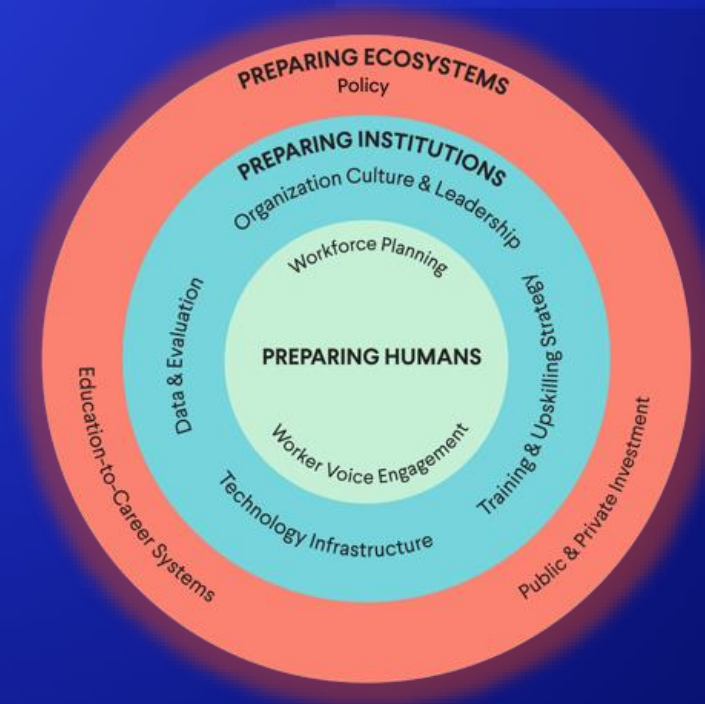 PREPARING ECOSYSTEMS
Policy
PREPARING INSTITUTIONS
Organization Culture & Leadership
Workforce Planning
Data & Evaluation
Training & Upskilling Strategy
PREPARING HUMANS
Education-to-Career Systems
Public & Private Investment
Worker Voice Engagement
Technology Infrastructure